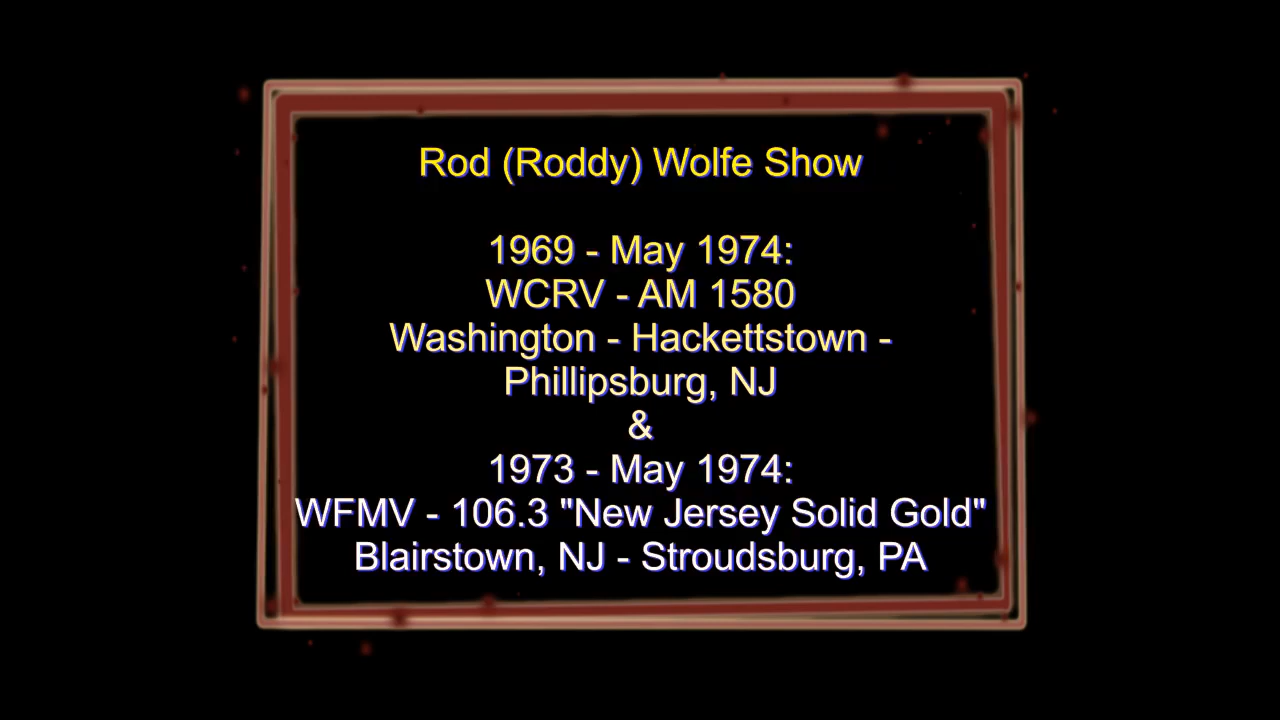 Rod (Roddy) Wolfe Show
1969 - May 1974:
WCRV - AM 1580
Washington - Hackettstown -
Phillipsburg, NJ
&
1973 - May 1974:
WFMV - 106.3 "New Jersey Solid Gold"
Blairstown, NJ - Stroudsburg, PA